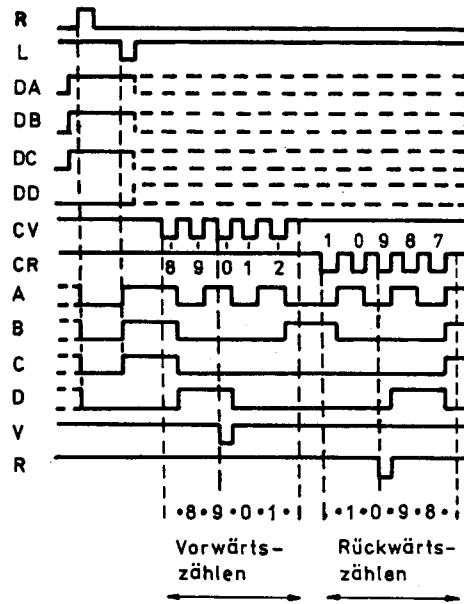 R
L
DA
DB
DC
DD
CV
1 0 9 8 7
CR
8 9 0 1 2
A
B
C
D
V
R
•8•9•0•1• •1•0•9•8•
Vorwärts-
zählen
Rückwärts-
zählen